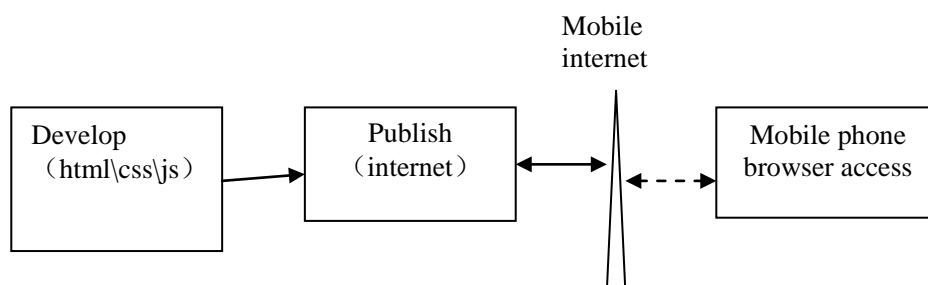 Mobile
internet
Develop
（html\css\js）
Publish
（internet）
Mobile phone
browser access